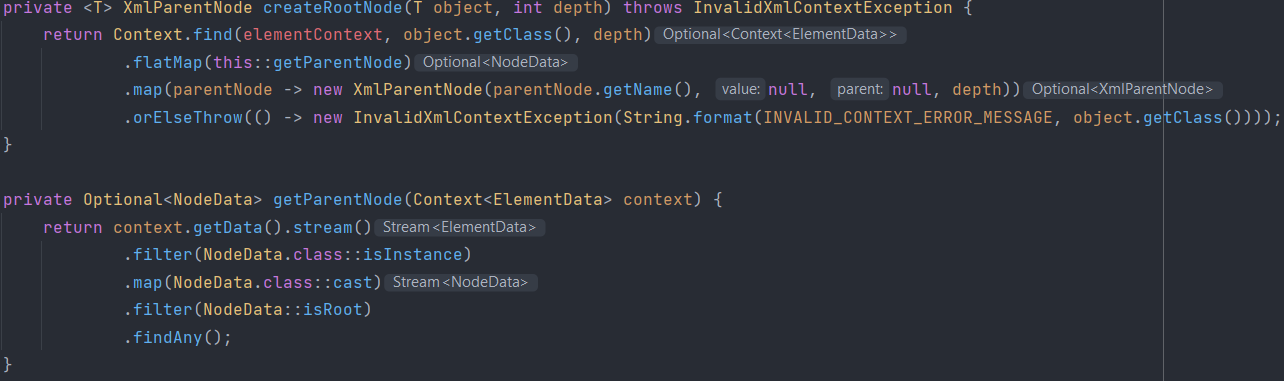 private <T> XmlParentNode createRootNode(T object, int depth) throws InvalidXmlContextException {
    return Context.find(elementContext, object.getClass(), depth) Optional<Context<ElementData>>
            .flatMap(this::getParentNode) Optional<NodeData>
            .map(parentNode -> new XmlParentNode(parentNode.getName(), value: null, parent: null, depth)) Optional<XmlParentNode>
            .orElseThrow(() -> new InvalidXmlContextException(String.format(INVALID_CONTEXT_ERROR_MESSAGE, object.getClass())));
}
private Optional<NodeData> getParentNode(Context<ElementData> context) {
    return context.getData().stream() Stream<ElementData>
            .filter(NodeData.class::isInstance)
            .map(NodeData.class::cast) Stream<NodeData>
            .filter(NodeData::isRoot)
            .findAny();
}